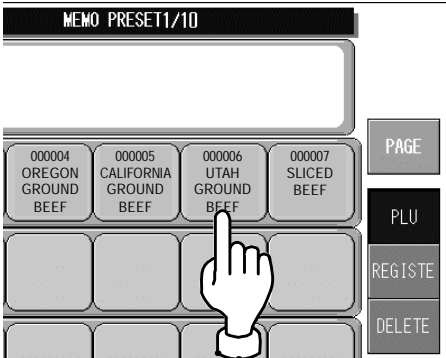 MEMO PRESET1/10
PAGE
000004
OREGON
GROUND
BEEF
000005
CALIFORNIA
GROUND
BEEF
000006
UTAH
GROUND
BEEF
000007
SLICED
BEEF
PLU
REGISTE
DELETE